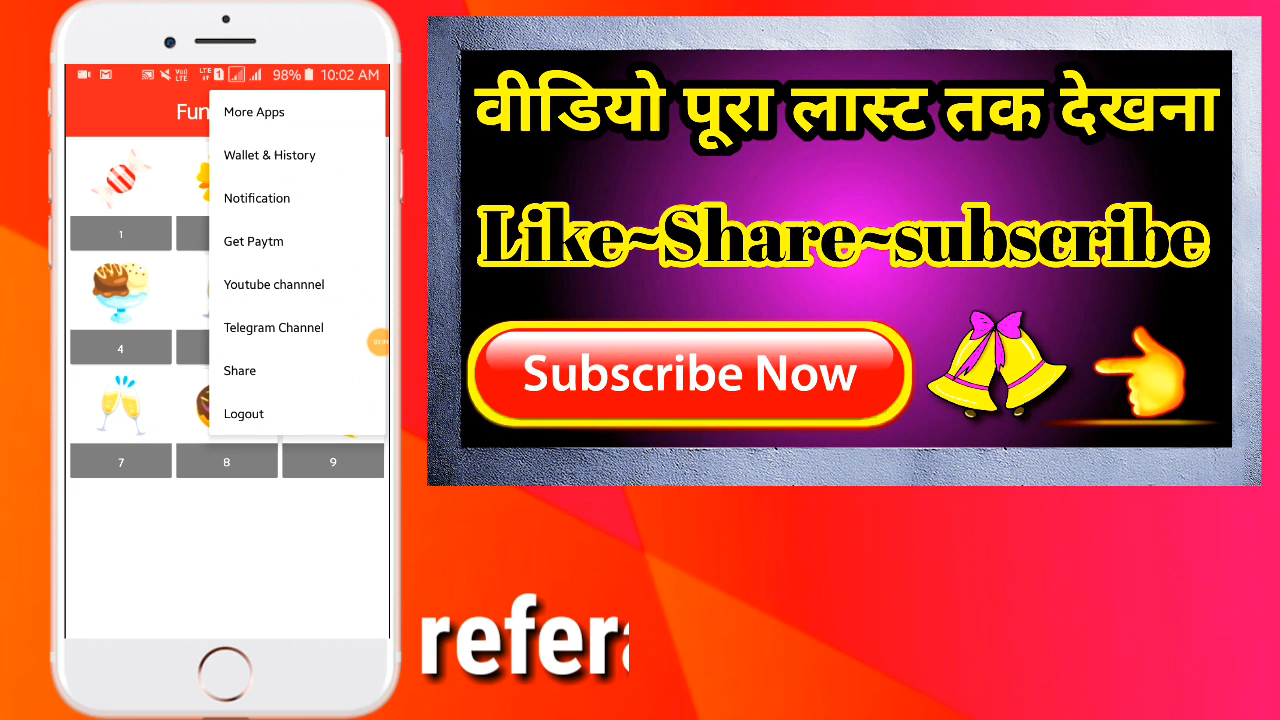 98% 10:02 AM
Fun
More Apps
Wallet & History
Notification
Get Paytm
Youtube channnel
Telegram Channel
Share
Logout
1
4
7 8 9
वीडियो पूरा लास्ट तक देखना
Like~Share~subscribe
Subscribe Now
refera